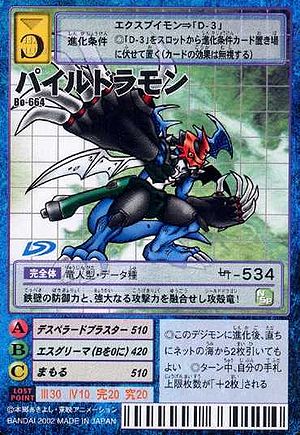 エクスブイモン⇒「D-3」
しんかじょうけん
進化条件
◎「D-3」をスロットから進化条件カード置き場に伏せて置く(カードの効果は無視する)
パイルドラモン
Bo-664
完全体 竜人型・データ種 サ-534
鉄壁の防御力と、強大なる攻撃力を融合せし攻殻竜!
A デスペラードブラスター 510
B エスグリーマ(Bを0に) 420
C まもる 510
◎このデジモンに進化後、直ちにネットの海から2枚引いてもよい ◎ターン中、自分の手札上限枚数が「+2枚」される
LOST POINT Ⅲ30 Ⅳ10 完20 究20
©本郷あきよし・東映アニメーション
BANDAI 2002 MADE IN JAPAN